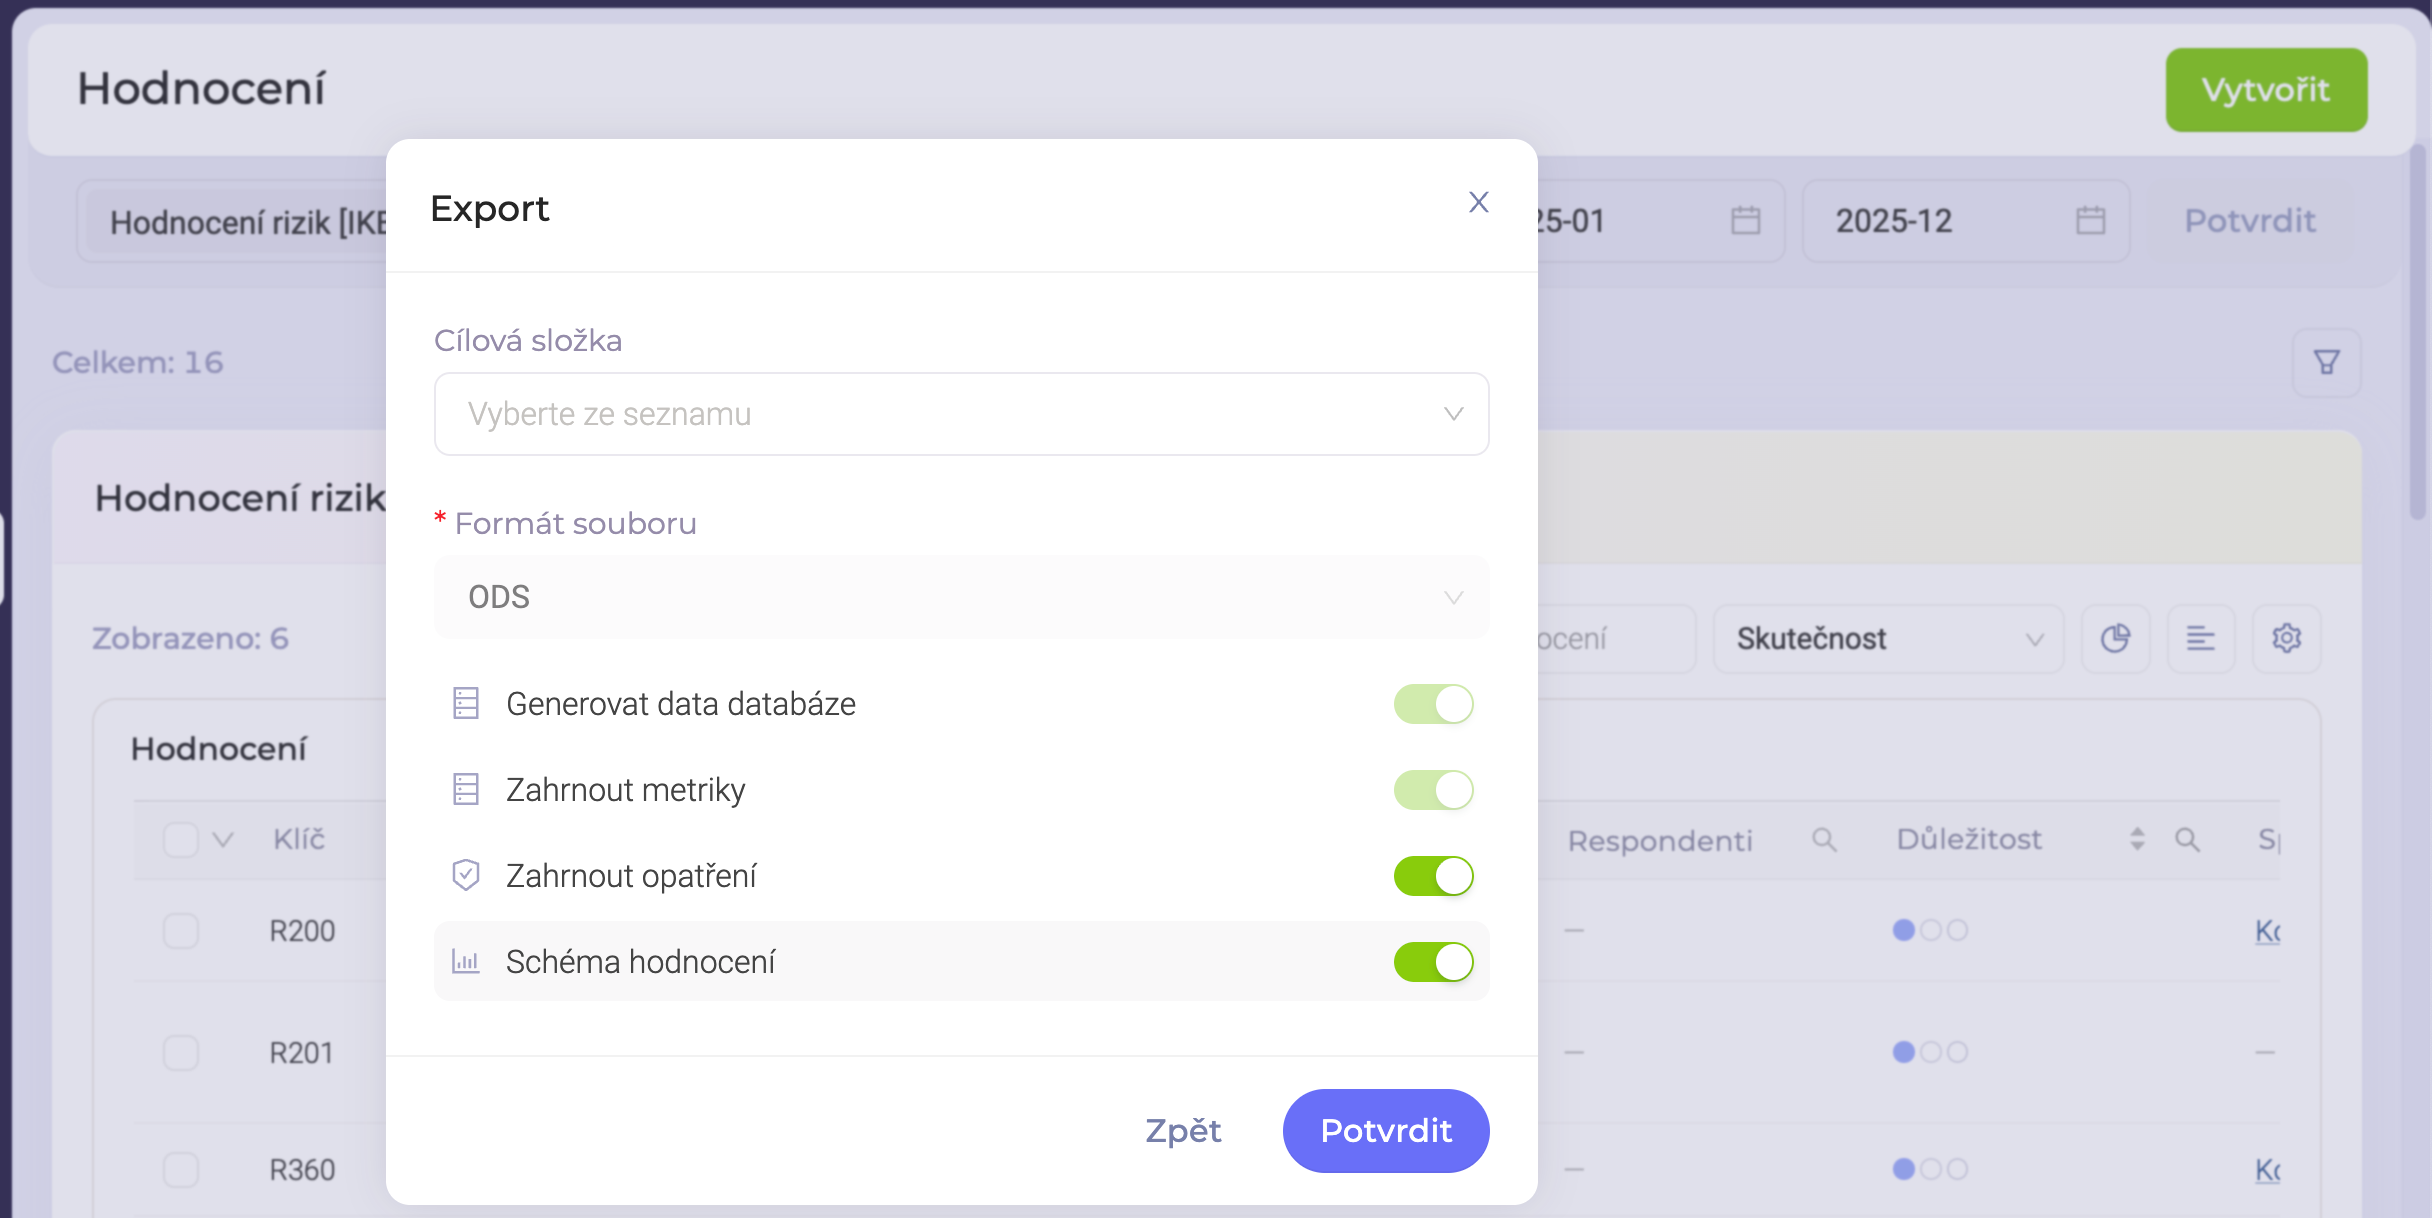 Hodnocení
Vytvořit
Hodnocení rizik [IKE
25-01
2025-12
Potvrdit
Celkem: 16
Hodnocení rizik
Zobrazeno: 6
ocení
Skutečnost
Hodnocení
Klíč
Respondenti
Důležitost
R200
—
R201
—
—
R360
—
Export
Cílová složka
Vyberte ze seznamu
* Formát souboru
ODS
Generovat data databáze
Zahrnout metriky
Zahrnout opatření
Schéma hodnocení
Zpět
Potvrdit